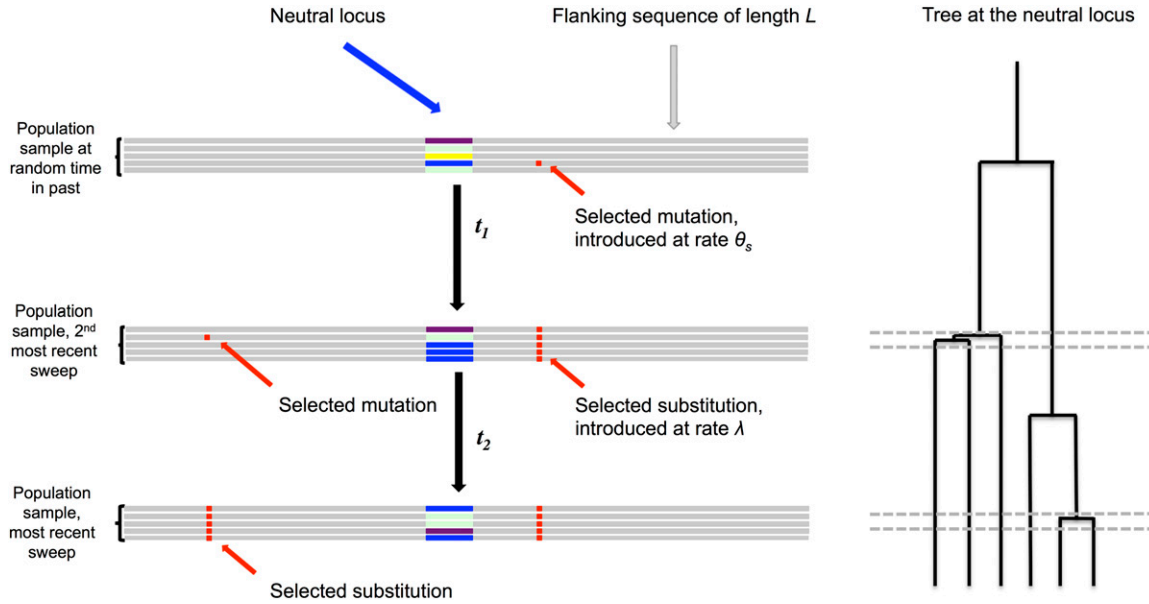 Neutral locus
Flanking sequence of length L
Tree at the neutral locus
Population
sample at
random time
in past
Selected mutation,
introduced at rate θs
t1
Population
sample, 2nd
most recent
sweep
Selected mutation
Selected substitution,
introduced at rate λ
t2
Population
sample,
most recent
sweep
Selected substitution